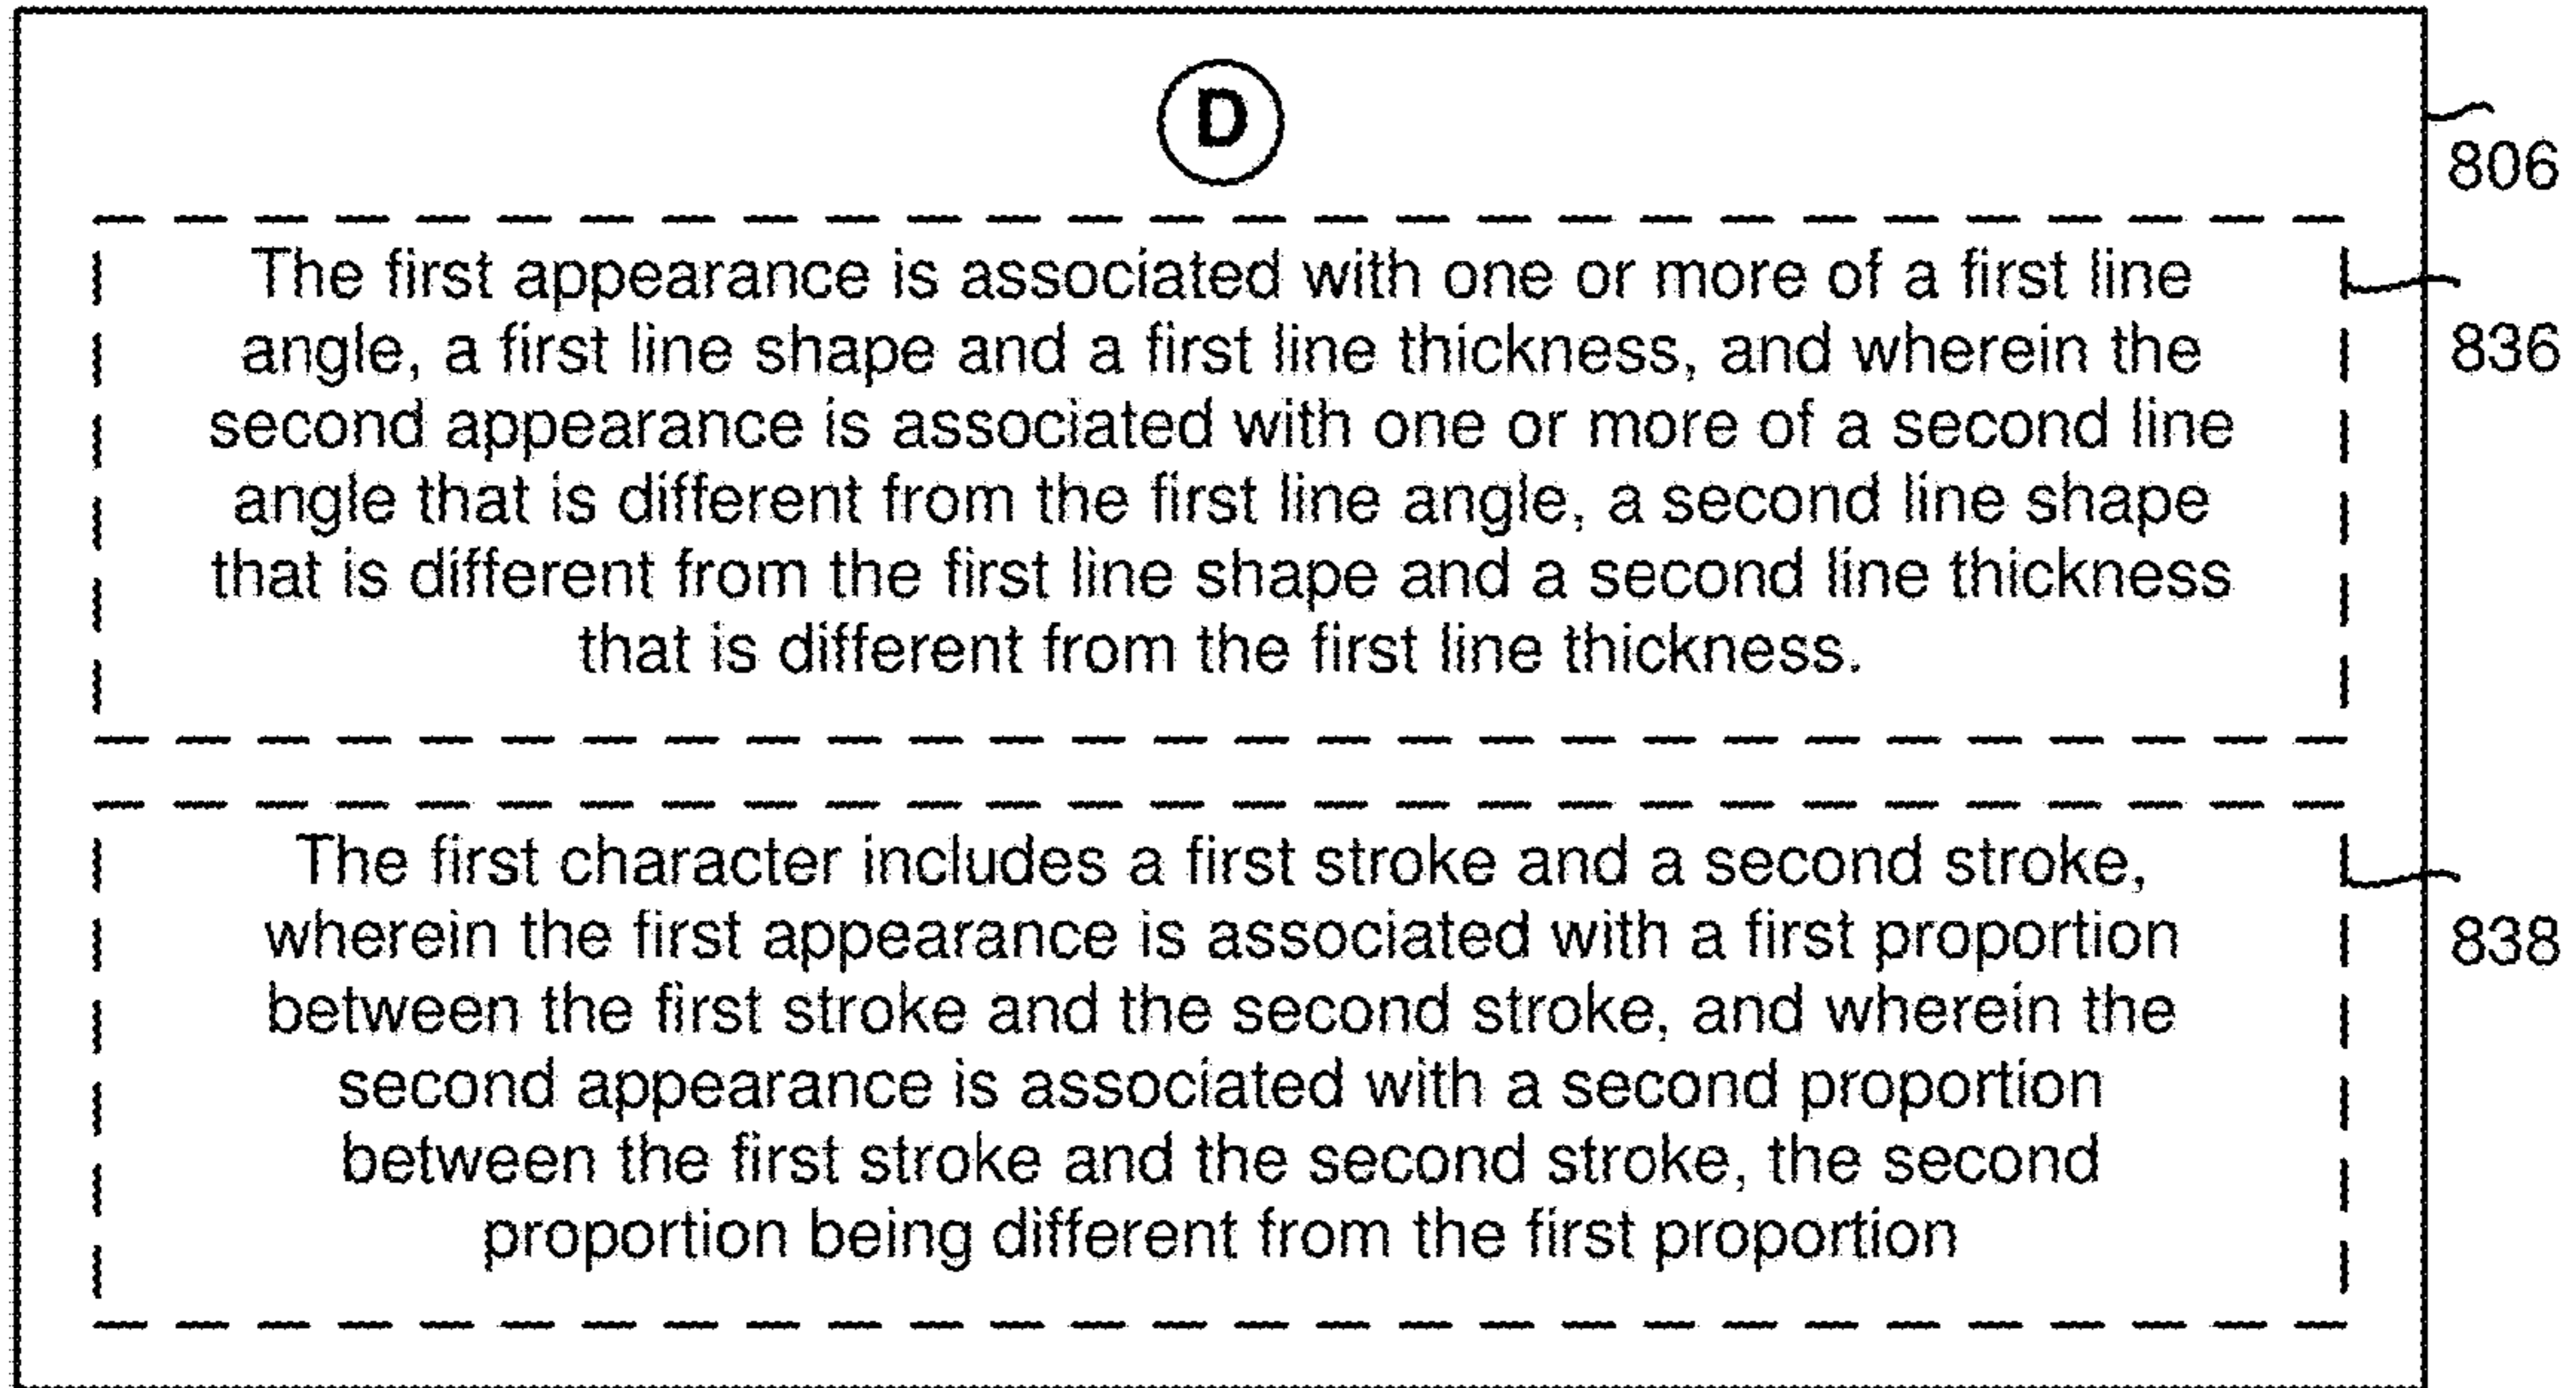 D
806
The first appearance is associated with one or more of a first line
angle, a first line shape and a first line thickness, and wherein the
second appearance is associated with one or more of a second line
angle that is different from the first line angle, a second line shape
that is different from the first line shape and a second line thickness
that is different from the first line thickness.
836
The first character includes a first stroke and a second stroke,
wherein the first appearance is associated with a first proportion
between the first stroke and the second stroke, and wherein the
second appearance is associated with a second proportion
between the first stroke and the second stroke, the second
proportion being different from the first proportion
838